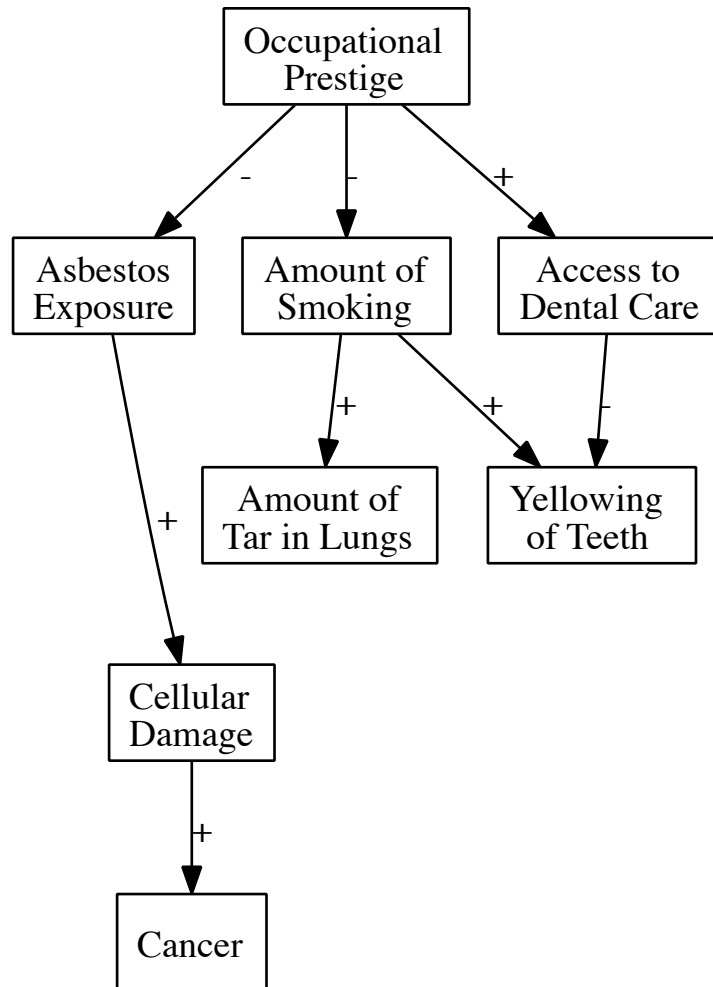 Occupational
Prestige
-
-
+
Asbestos
Exposure
Amount of
Smoking
Access to
Dental Care
+
+
-
Amount of
Tar in Lungs
Yellowing
of Teeth
+
Cellular
Damage
+
Cancer